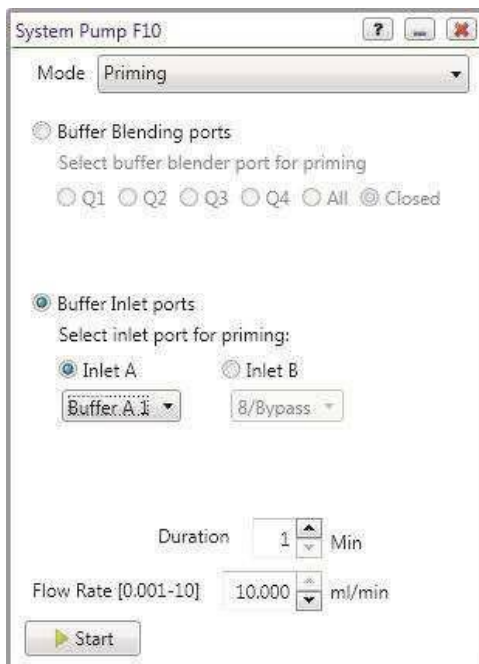 System Pump F10 ?
Mode Priming
Buffer Blending ports
Select buffer blender port for priming
Q1 Q2 Q3 Q4 All Closed
Buffer Inlet ports
Select inlet port for priming:
Inlet A Inlet B
Buffer A 1 8/Bypass
Duration 1 Min
Flow Rate [0.001-10] 10.000 ml/min
Start